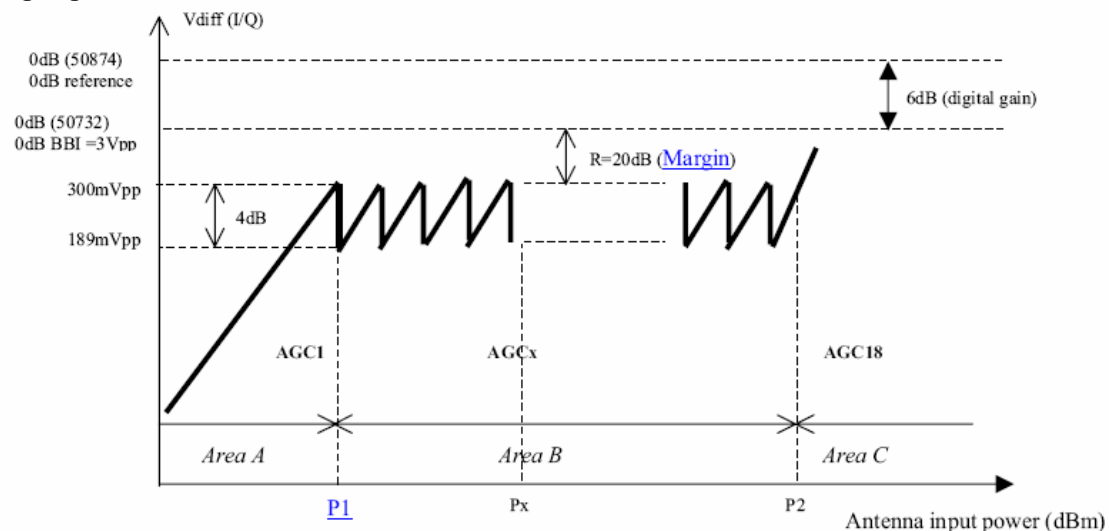 Vdiff (I/Q)
0dB (50874)
0dB reference
6dB (digital gain)
0dB (50732)
0dB BBI =3Vpp
R=20dB (Margin)
300mVpp
4dB
189mVpp
AGC1
AGCx
AGC18
Area A
Area B
Area C
P1
Px
P2
Antenna input power (dBm)